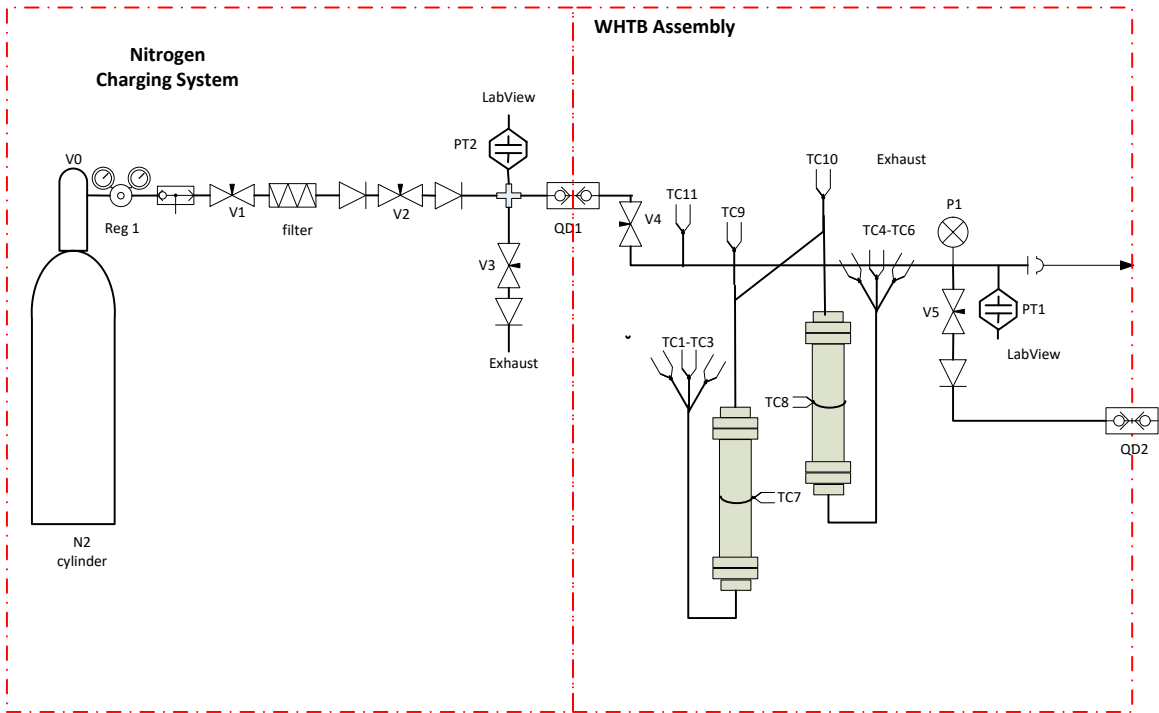 Nitrogen
Charging System
WHTB Assembly
LabView
PT2
V0
TC10
Exhaust
TC11
TC9
P1
Reg 1
V1
filter
V2
QD1
V4
TC4-TC6
V3
V5
PT1
Exhaust
TC1-TC3
LabView
TC8
QD2
TC7
N2
cylinder